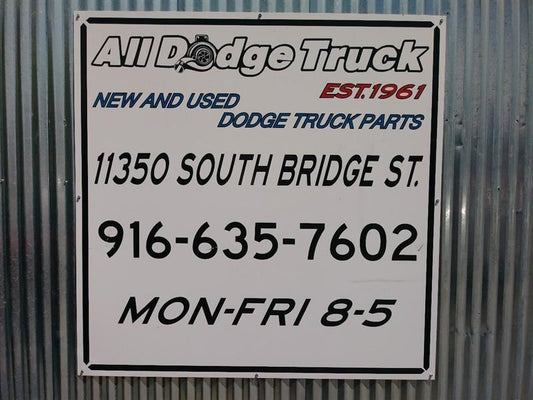 All Dodge Truck
EST.1961
NEW AND USED
DODGE TRUCK PARTS
11350 SOUTH BRIDGE ST.
916-635-7602
MON-FRI 8-5